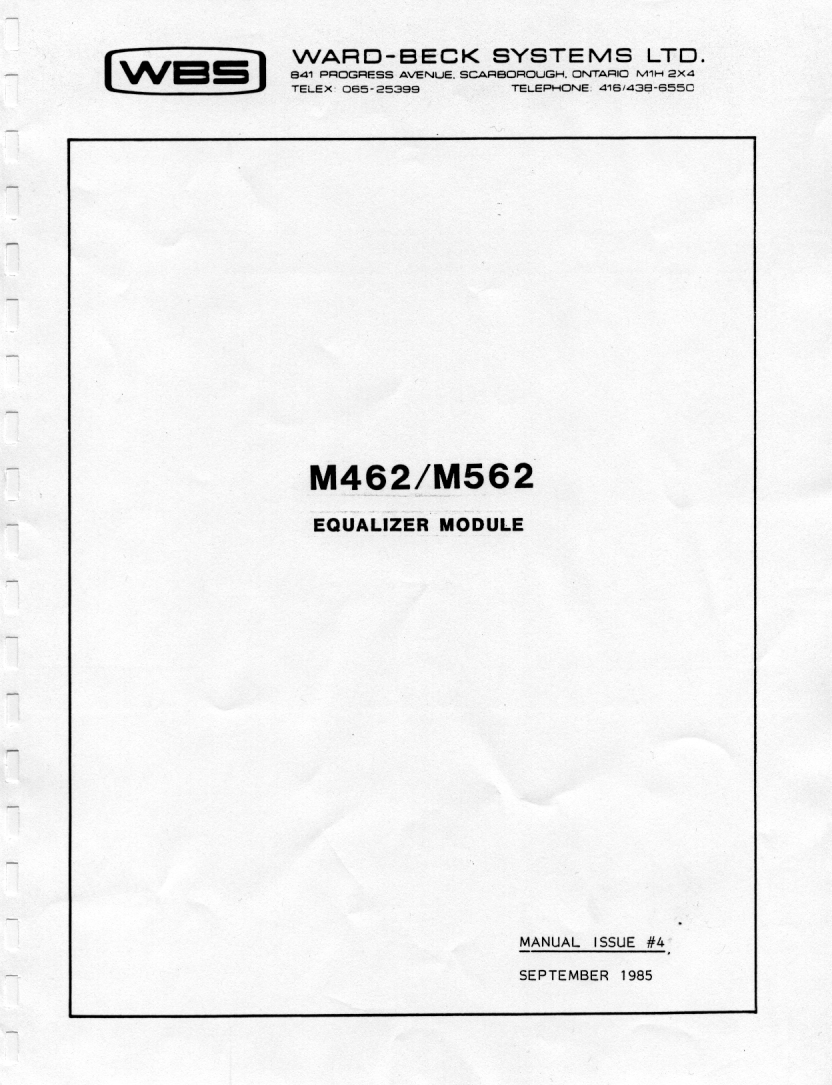 WBS
WARD-BECK SYSTEMS LTD.
841 PROGRESS AVENUE, SCARBOROUGH, ONTARIO M1H 2X4
TELEX: 065-25399 TELEPHONE: 416/438-6550
M462/M562
EQUALIZER MODULE
MANUAL ISSUE #4
SEPTEMBER 1985